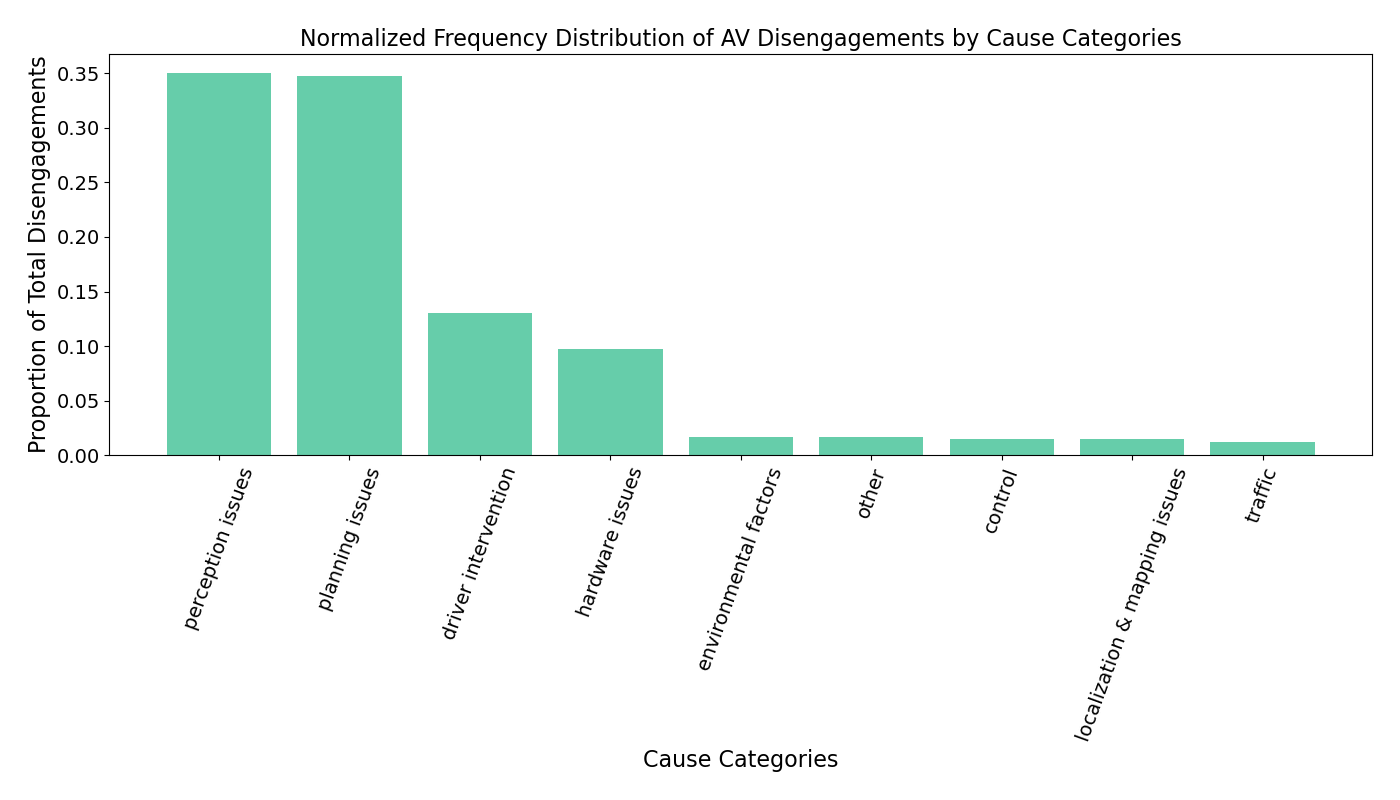 Normalized Frequency Distribution of AV Disengagements by Cause Categories
Proportion of Total Disengagements
0.35
0.30
0.25
0.20
0.15
0.10
0.05
0.00
perception issues
planning issues
driver intervention
hardware issues
environmental factors
other
control
localization & mapping issues
traffic
Cause Categories